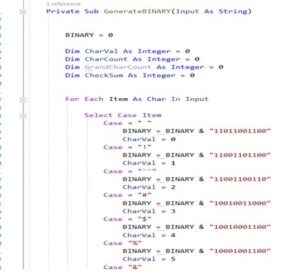 1 reference
Private Sub GenerateBINARY(Input As String)
BINARY = 0
Dim CharVal As Integer = 0
Dim CharCount As Integer = 0
Dim GrandCharCount As Integer = 0
Dim CheckSum As Integer = 0
For Each Item As Char In Input
Select Case Item
Case = " "
BINARY = BINARY & "11011001100"
CharVal = 0
Case = "!"
BINARY = BINARY & "11001101100"
CharVal = 1
Case = """"
BINARY = BINARY & "11001100110"
CharVal = 2
Case = "#"
BINARY = BINARY & "10010011000"
CharVal = 3
Case = "$"
BINARY = BINARY & "10010001100"
CharVal = 4
Case = "%"
BINARY = BINARY & "10001001100"
CharVal = 5
Case = "&"